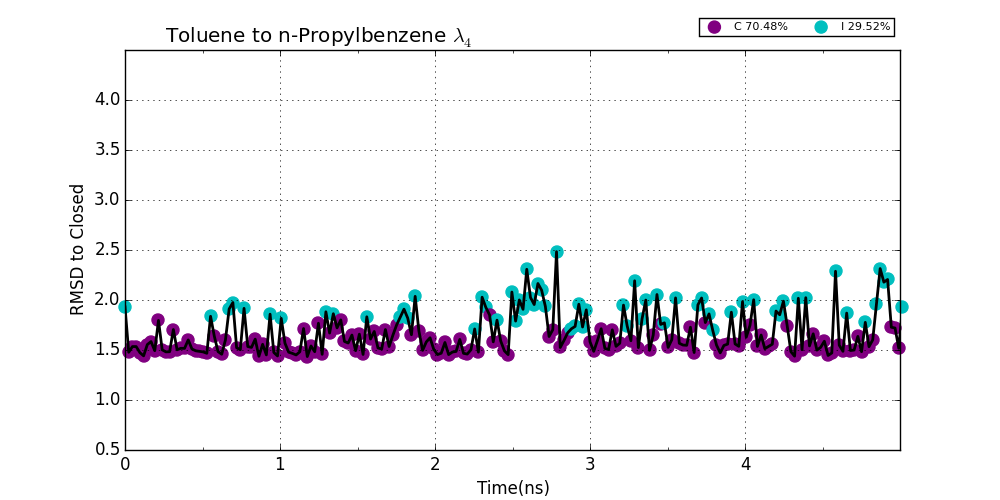 Toluene to n-Propylbenzene λ₄
C 70.48% I 29.52%
RMSD to Closed
4.0
3.5
3.0
2.5
2.0
1.5
1.0
0.5
0 1 2 3 4
Time(ns)